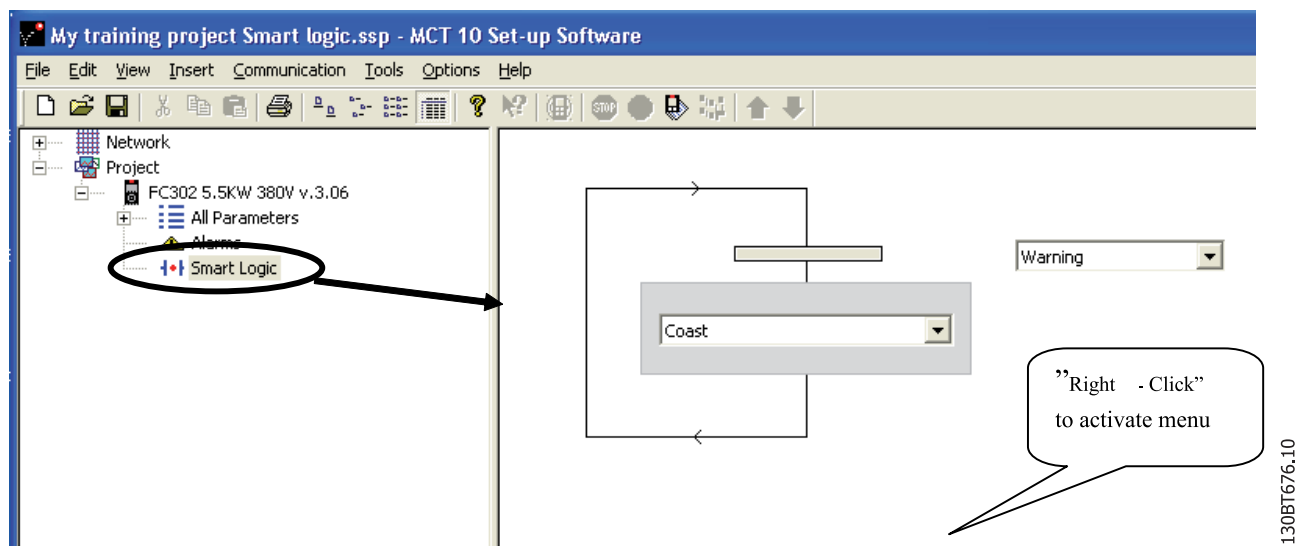 My training project Smart logic.ssp - MCT 10 Set-up Software
File Edit View Insert Communication Tools Options Help
STOP
Network
Project
FC302 5.5KW 380V v.3.06
All Parameters
Alarms
Smart Logic
Warning
Coast
”Right - Click”
to activate menu
130BT676.10